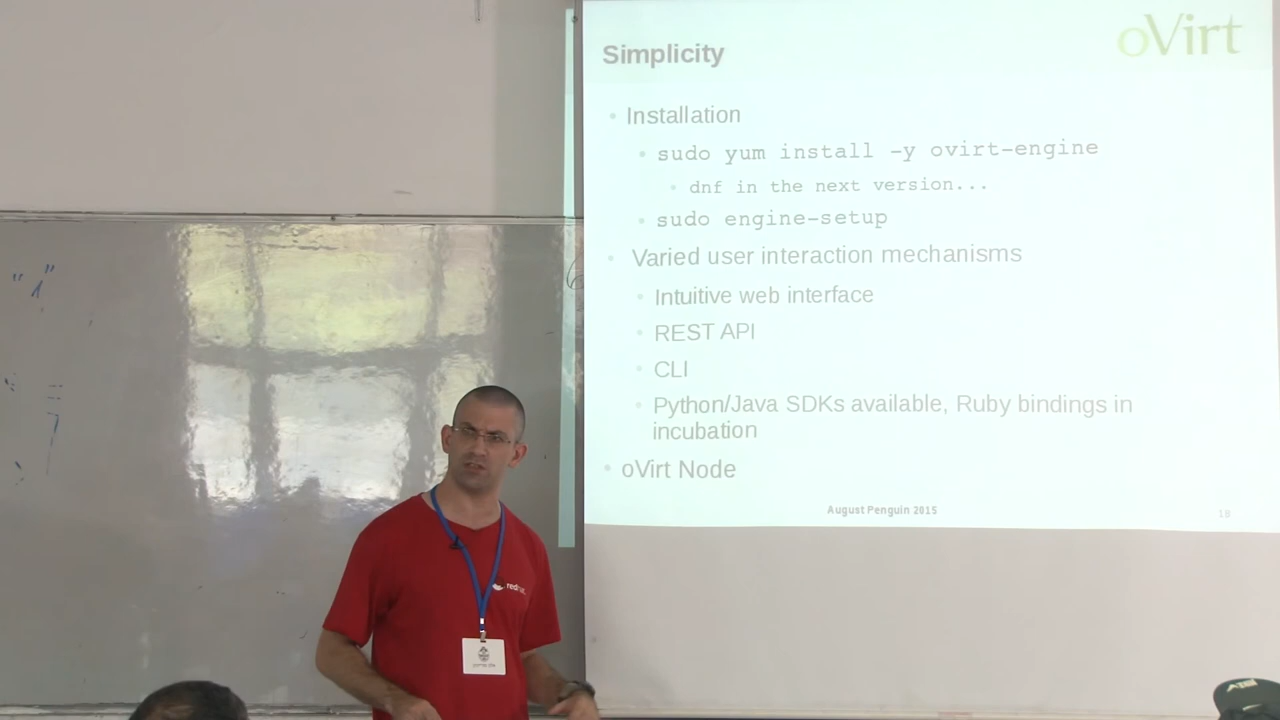 oVirt
Simplicity
• Installation
• sudo yum install -y ovirt-engine
• dnf in the next version...
• sudo engine-setup
• Varied user interaction mechanisms
• Intuitive web interface
• REST API
• CLI
• Python/Java SDKs available, Ruby bindings in
incubation
• oVirt Node
August Penguin 2015
18
"1"
redhat